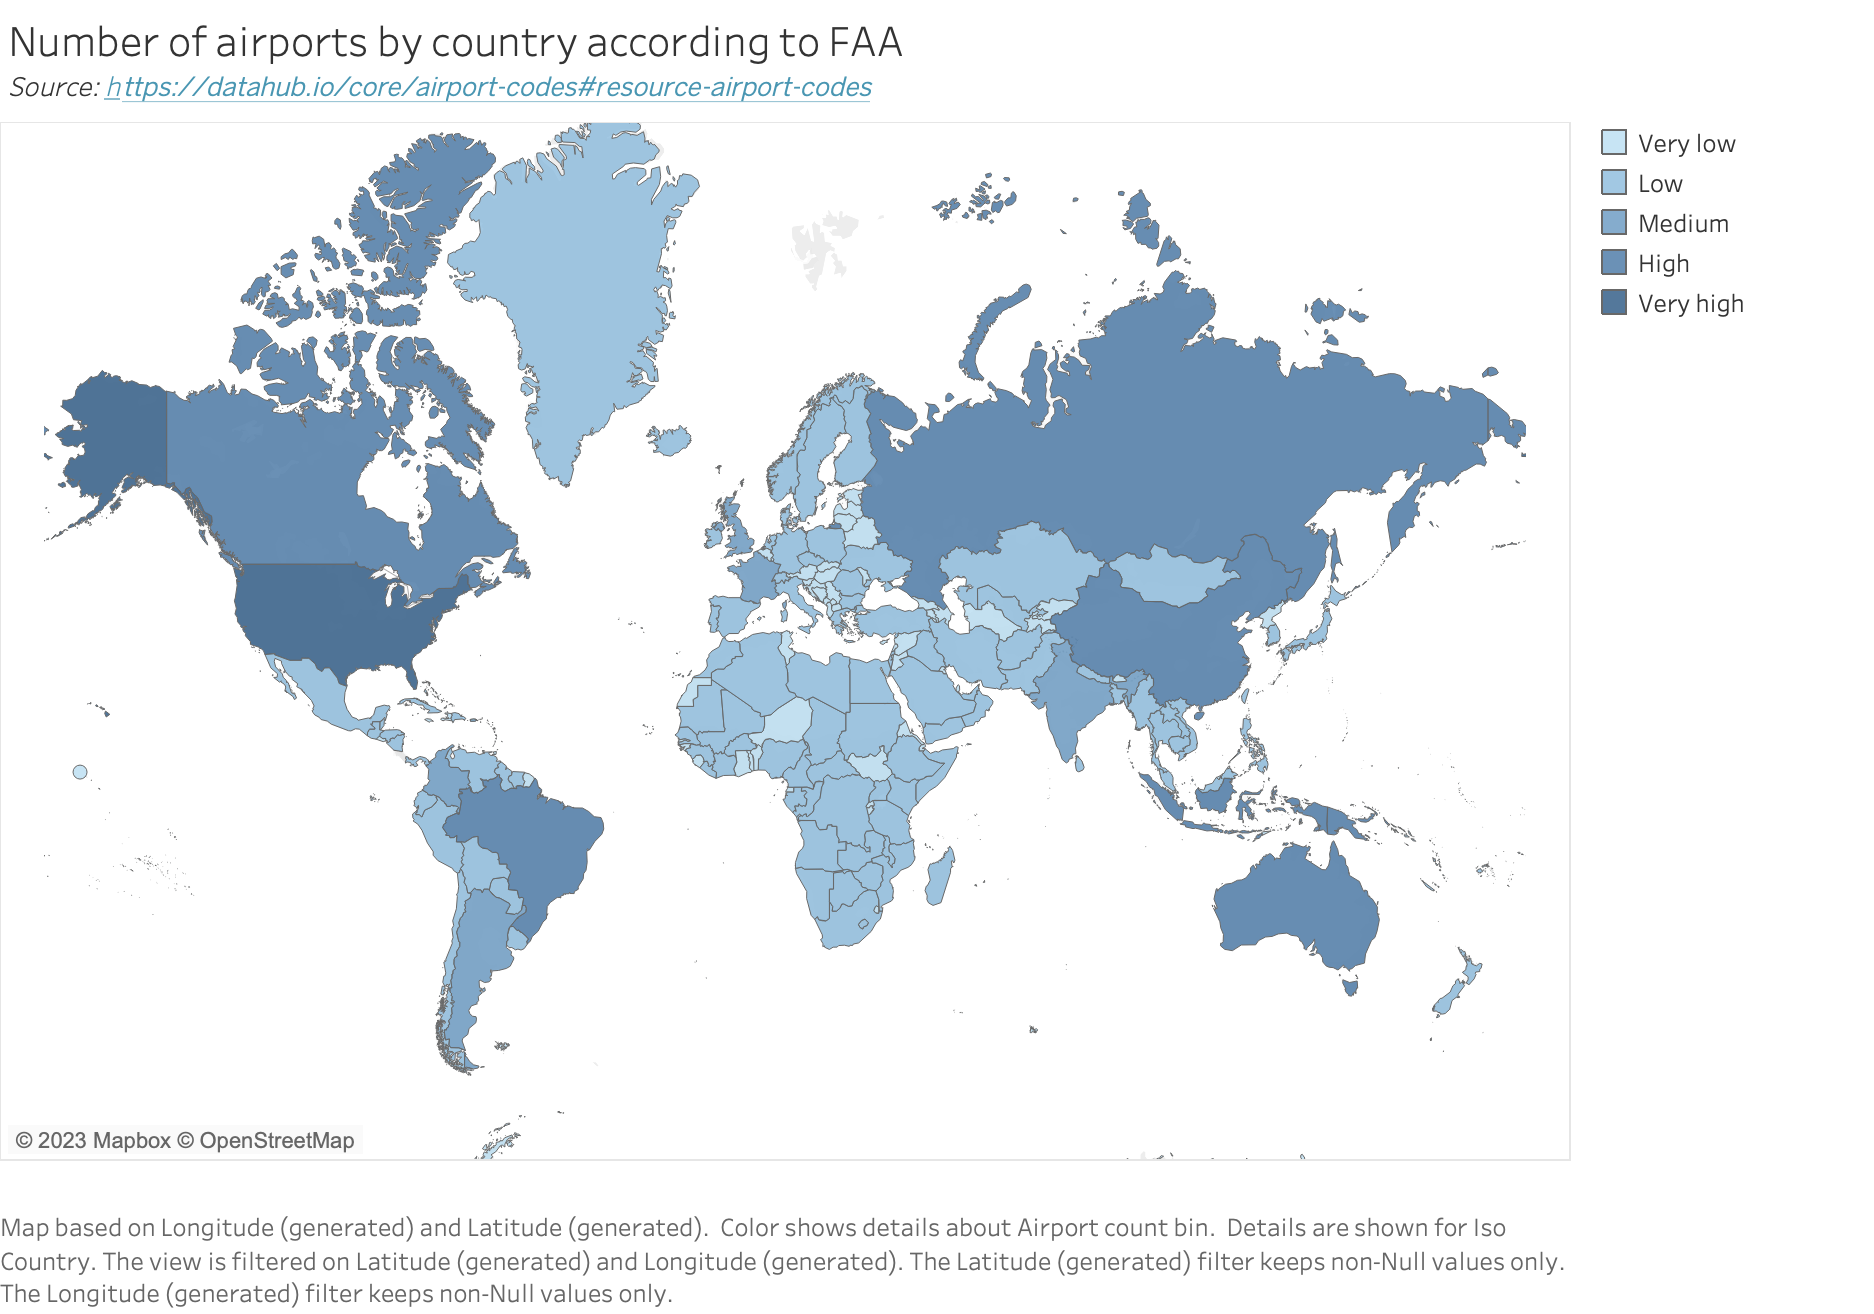 Number of airports by country according to FAA
Source: https://datahub.io/core/airport-codes#resource-airport-codes
Very low
Low
Medium
High
Very high
© 2023 Mapbox © OpenStreetMap
Map based on Longitude (generated) and Latitude (generated).  Color shows details about Airport count bin.  Details are shown for Iso
Country. The view is filtered on Latitude (generated) and Longitude (generated). The Latitude (generated) filter keeps non-Null values only.
The Longitude (generated) filter keeps non-Null values only.